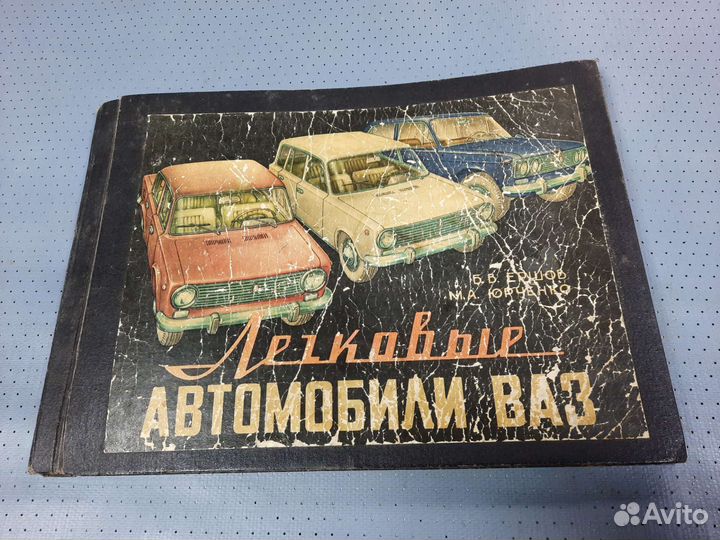 Б. В. ЕРШОВ
М.А. ЮРЧЕНКО
Легковые
АВТОМОБИЛИ ВАЗ
Avito